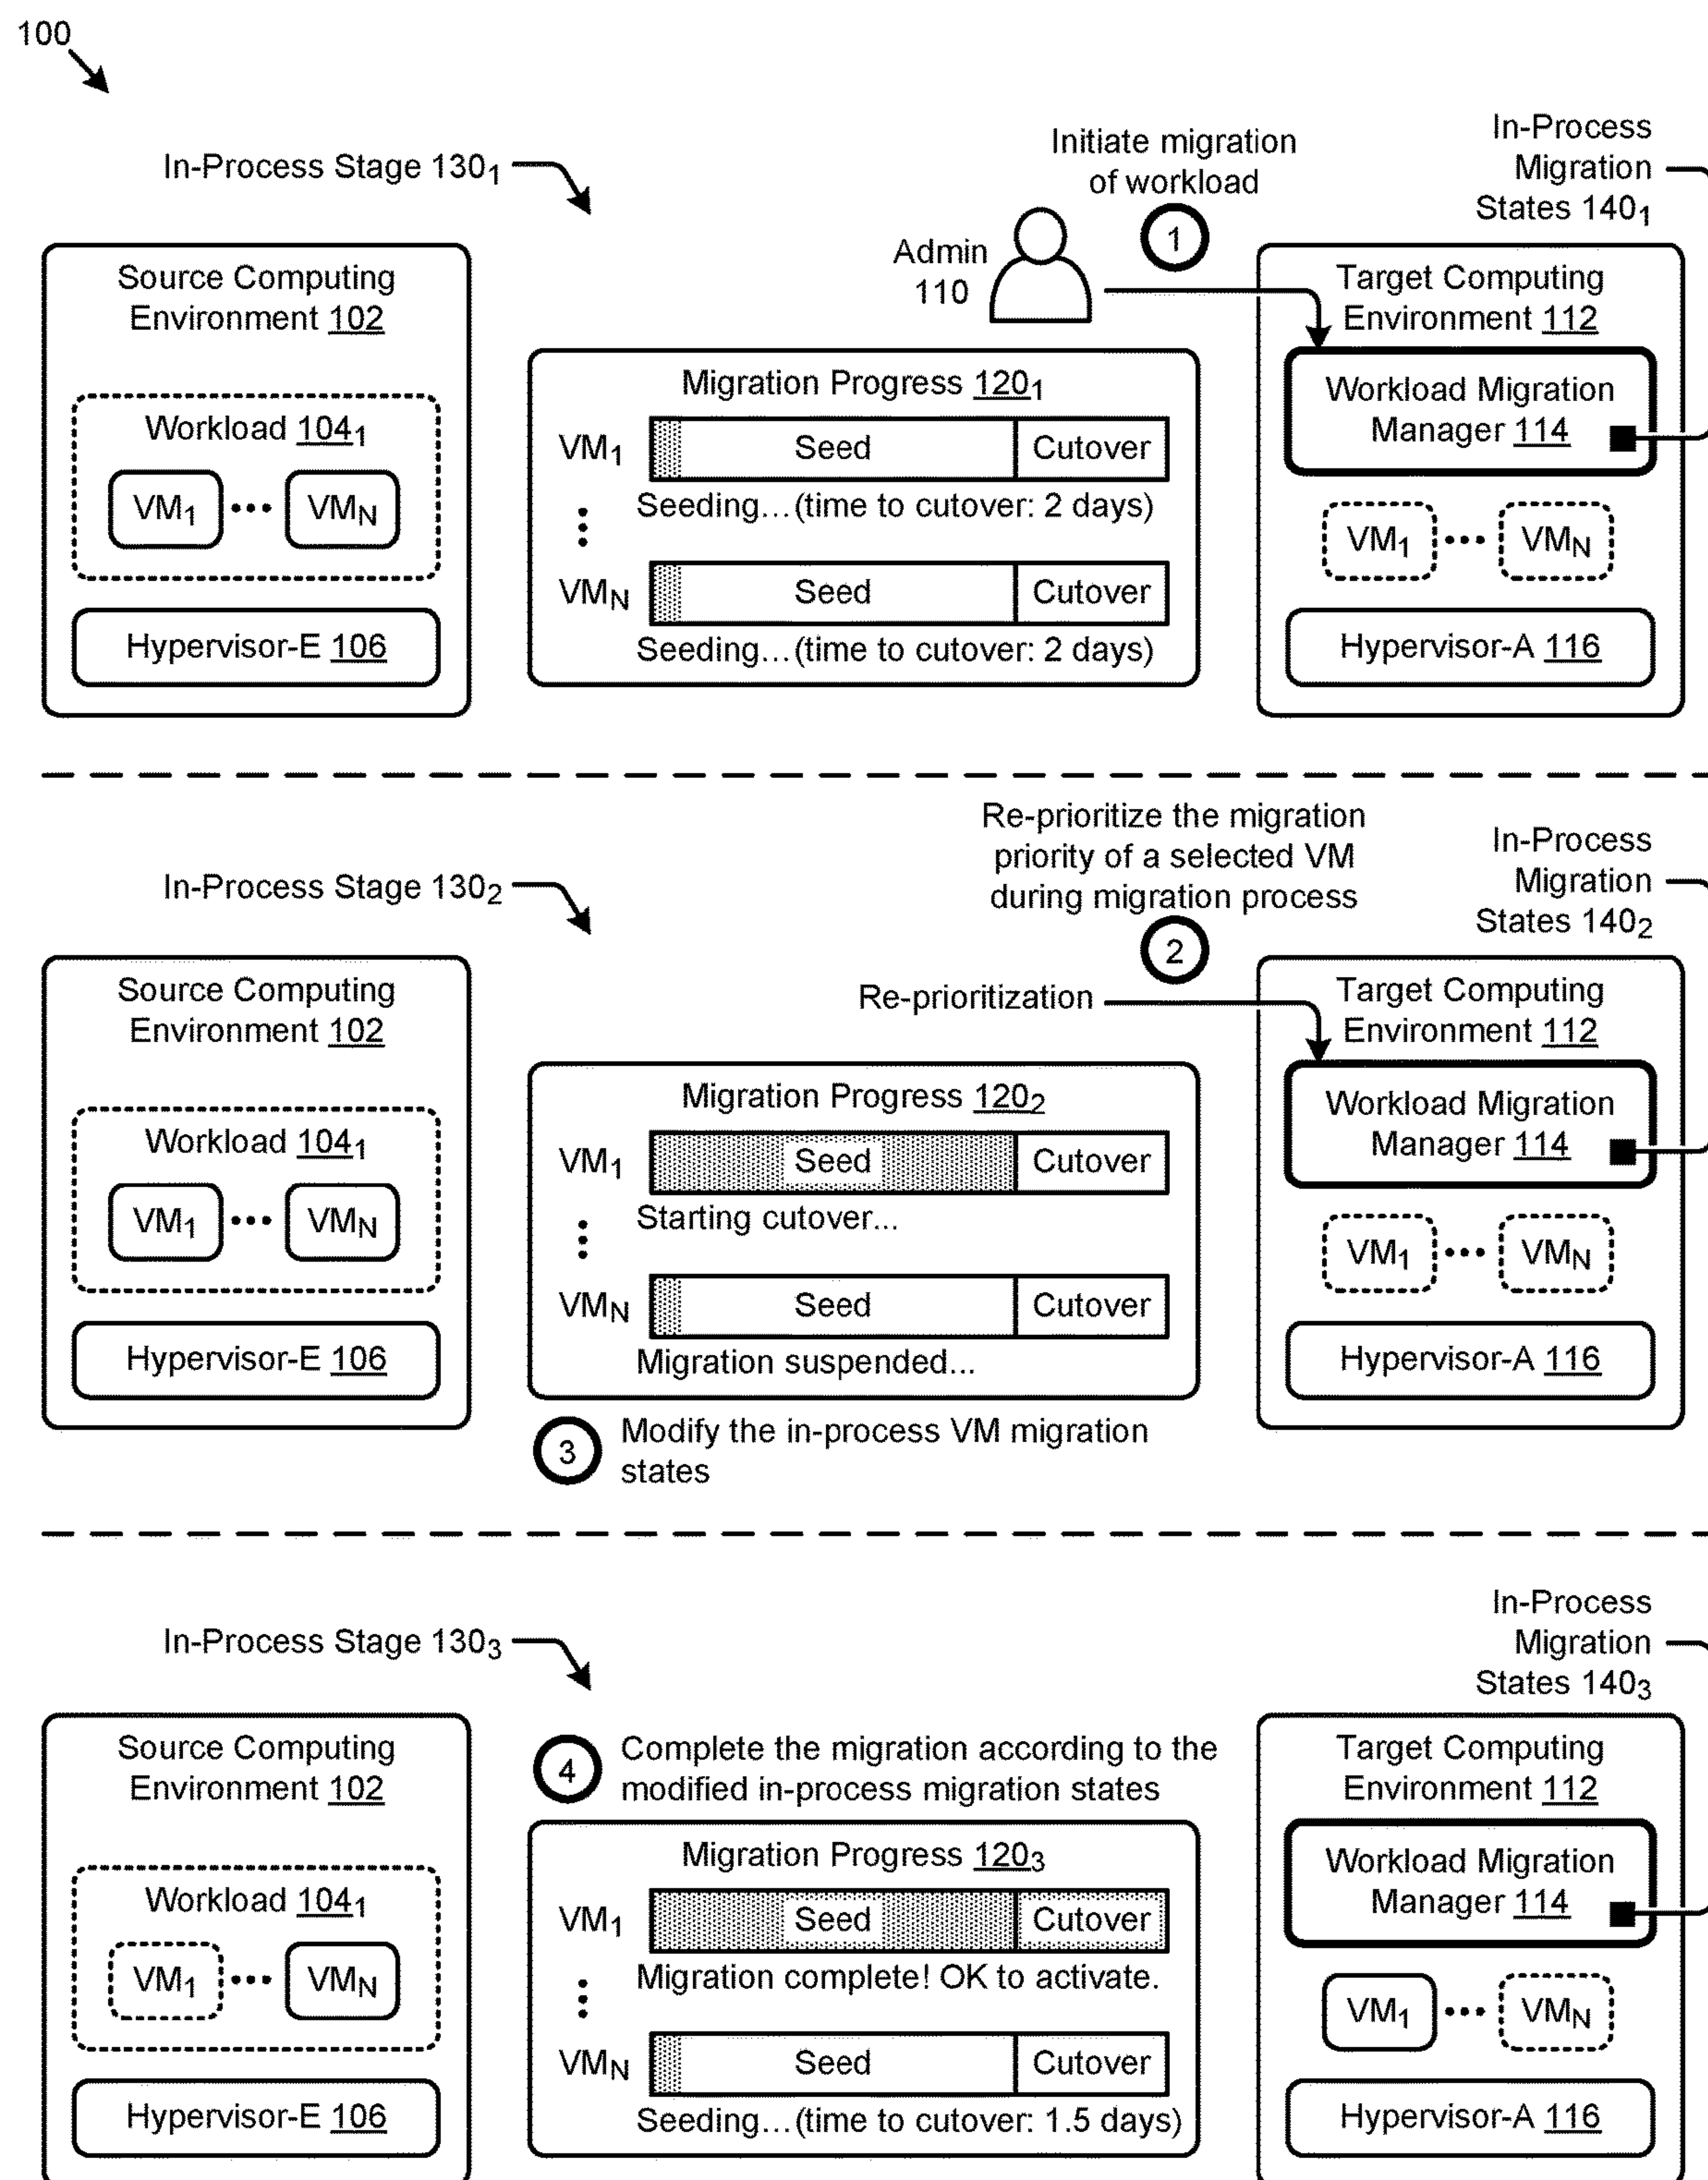 100
In-Process Stage 130₁
Initiate migration
of workload
1
Admin
110
In-Process
Migration
States 140₁
Source Computing
Environment 102
Workload 104₁
VM₁ ••• VMN
Hypervisor-E 106
Migration Progress 120₁
VM₁ Seed Cutover
Seeding...(time to cutover: 2 days)
VMN Seed Cutover
Seeding...(time to cutover: 2 days)
Target Computing
Environment 112
Workload Migration
Manager 114
VM₁ ••• VMN
Hypervisor-A 116
In-Process Stage 130₂
Re-prioritize the migration
priority of a selected VM
during migration process
2
Re-prioritization
In-Process
Migration
States 140₂
Source Computing
Environment 102
Workload 104₁
VM₁ ••• VMN
Hypervisor-E 106
Migration Progress 120₂
VM₁ Seed Cutover
Starting cutover...
VMN Seed Cutover
Migration suspended...
3 Modify the in-process VM migration
states
Target Computing
Environment 112
Workload Migration
Manager 114
VM₁ ••• VMN
Hypervisor-A 116
In-Process Stage 130₃
In-Process
Migration
States 140₃
Source Computing
Environment 102
Workload 104₁
VM₁ ••• VMN
Hypervisor-E 106
4 Complete the migration according to the
modified in-process migration states
Migration Progress 120₃
VM₁ Seed Cutover
Migration complete! OK to activate.
VMN Seed Cutover
Seeding...(time to cutover: 1.5 days)
Target Computing
Environment 112
Workload Migration
Manager 114
VM₁ ••• VMN
Hypervisor-A 116